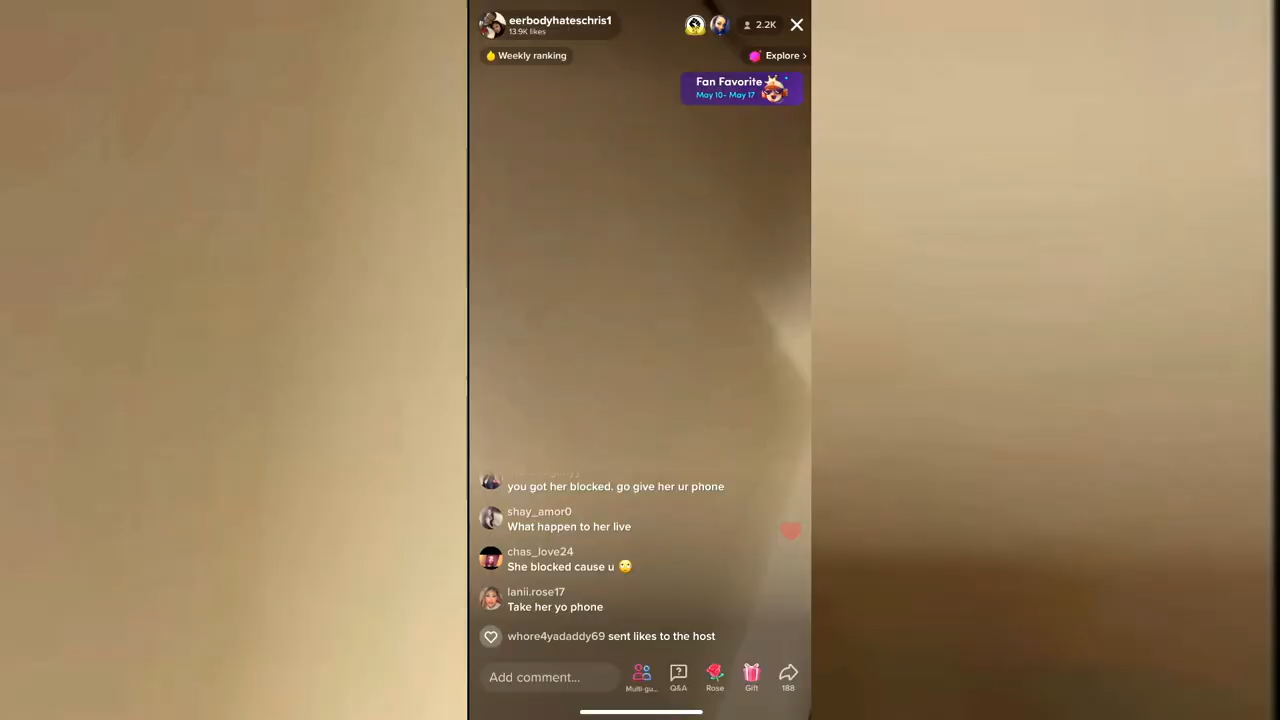 eerbodyhateschris1
13.9K likes
2.2K
Weekly ranking
Explore >
Fan Favorite
May 10- May 17
you got her blocked. go give her ur phone
shay_amor0
What happen to her live
chas_love24
She blocked cause u 🙄
lanii.rose17
Take her yo phone
whore4yadaddy69 sent likes to the host
Add comment...
Multi-gu...
Q&A
Rose
Gift
188